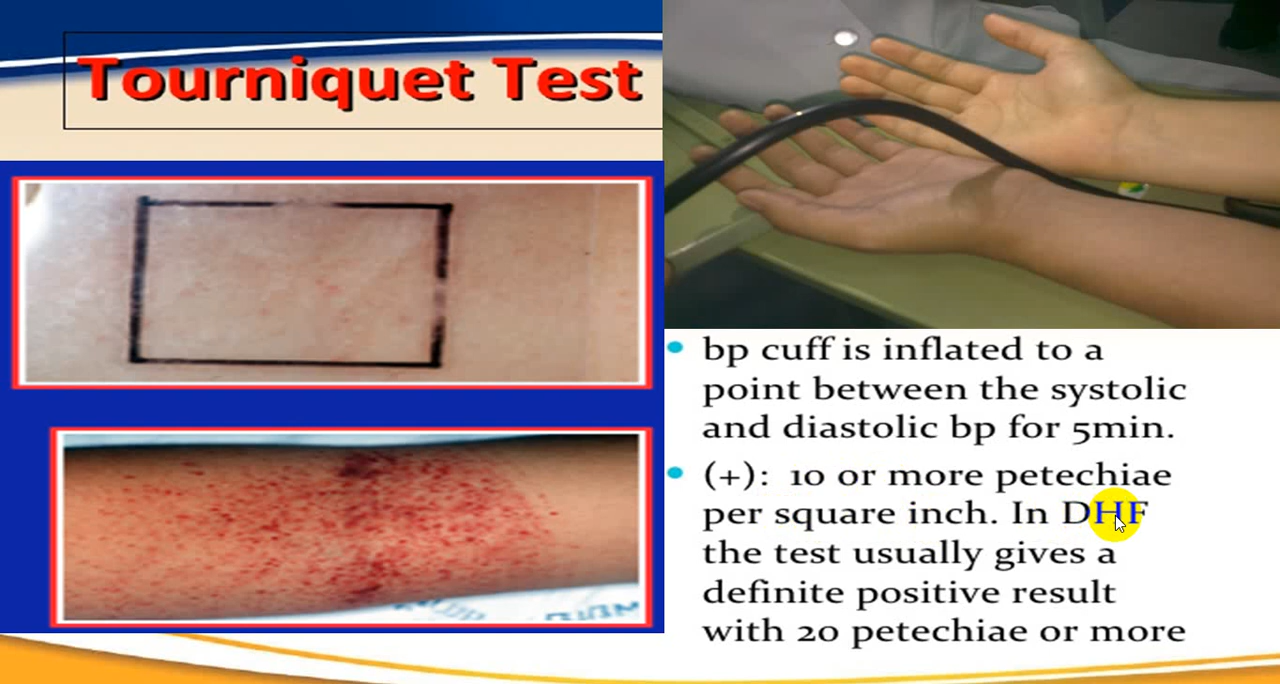 Tourniquet Test
bp cuff is inflated to a
point between the systolic
and diastolic bp for 5min.
(+): 10 or more petechiae
per square inch. In DHF
the test usually gives a
definite positive result
with 20 petechiae or more